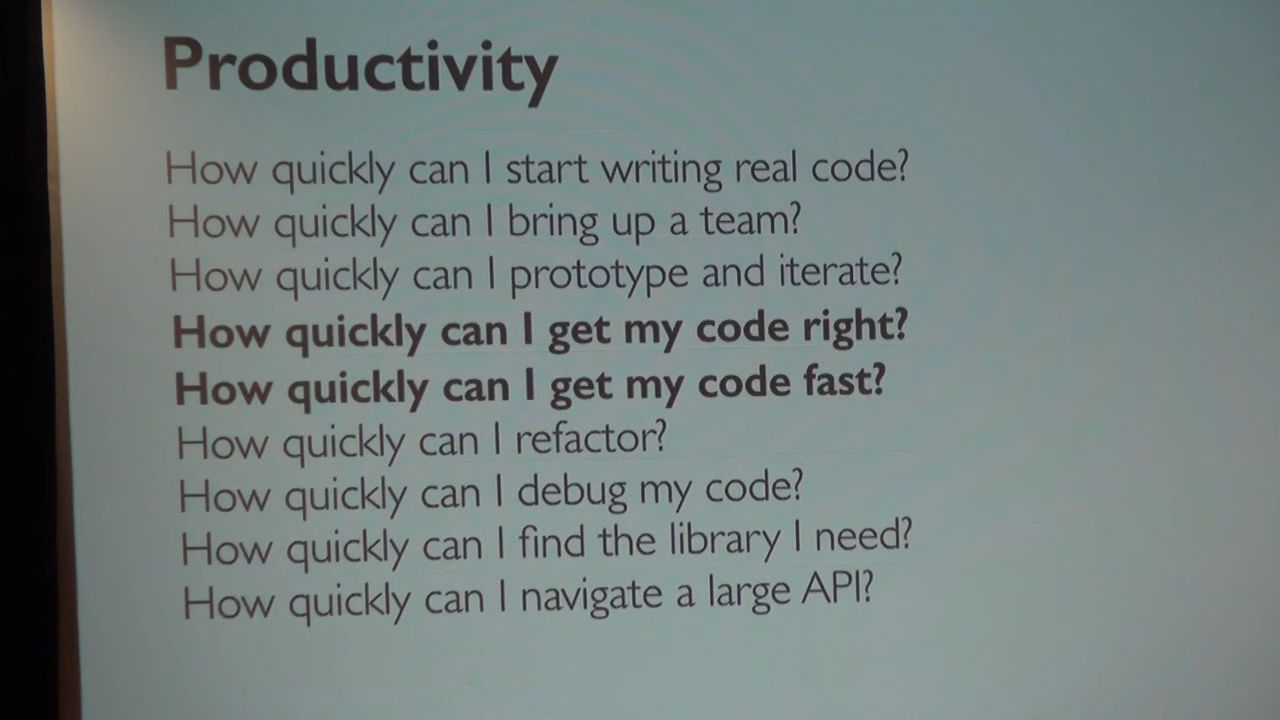 Productivity
How quickly can I start writing real code?
How quickly can I bring up a team?
How quickly can I prototype and iterate?
How quickly can I get my code right?
How quickly can I get my code fast?
How quickly can I refactor?
How quickly can I debug my code?
How quickly can I find the library I need?
How quickly can I navigate a large API?